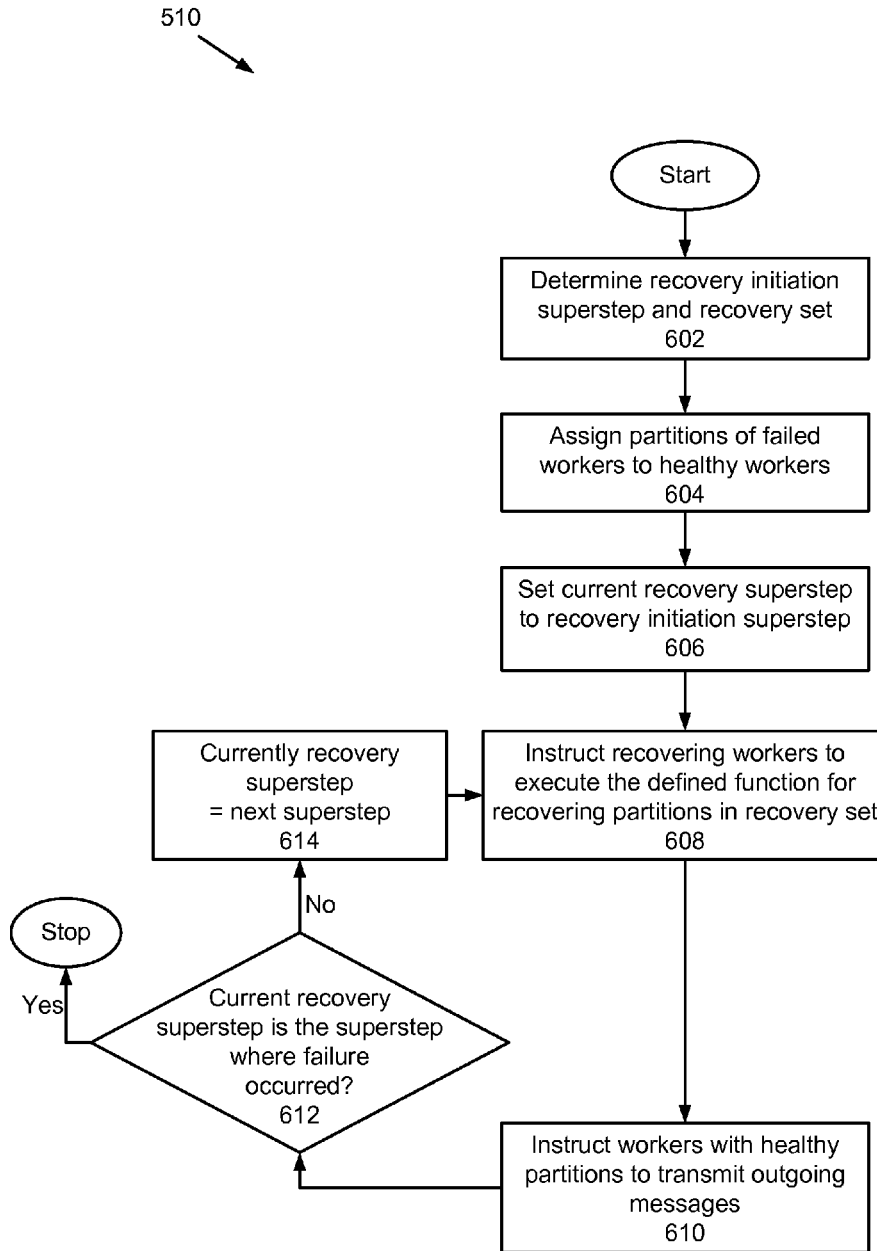 510
Start
Determine recovery initiation
superstep and recovery set
602
Assign partitions of failed
workers to healthy workers
604
Set current recovery superstep
to recovery initiation superstep
606
Currently recovery
superstep
= next superstep
614
Instruct recovering workers to
execute the defined function for
recovering partitions in recovery set
608
No
Stop
Yes
Current recovery
superstep is the superstep
where failure
occurred?
612
Instruct workers with healthy
partitions to transmit outgoing
messages
610